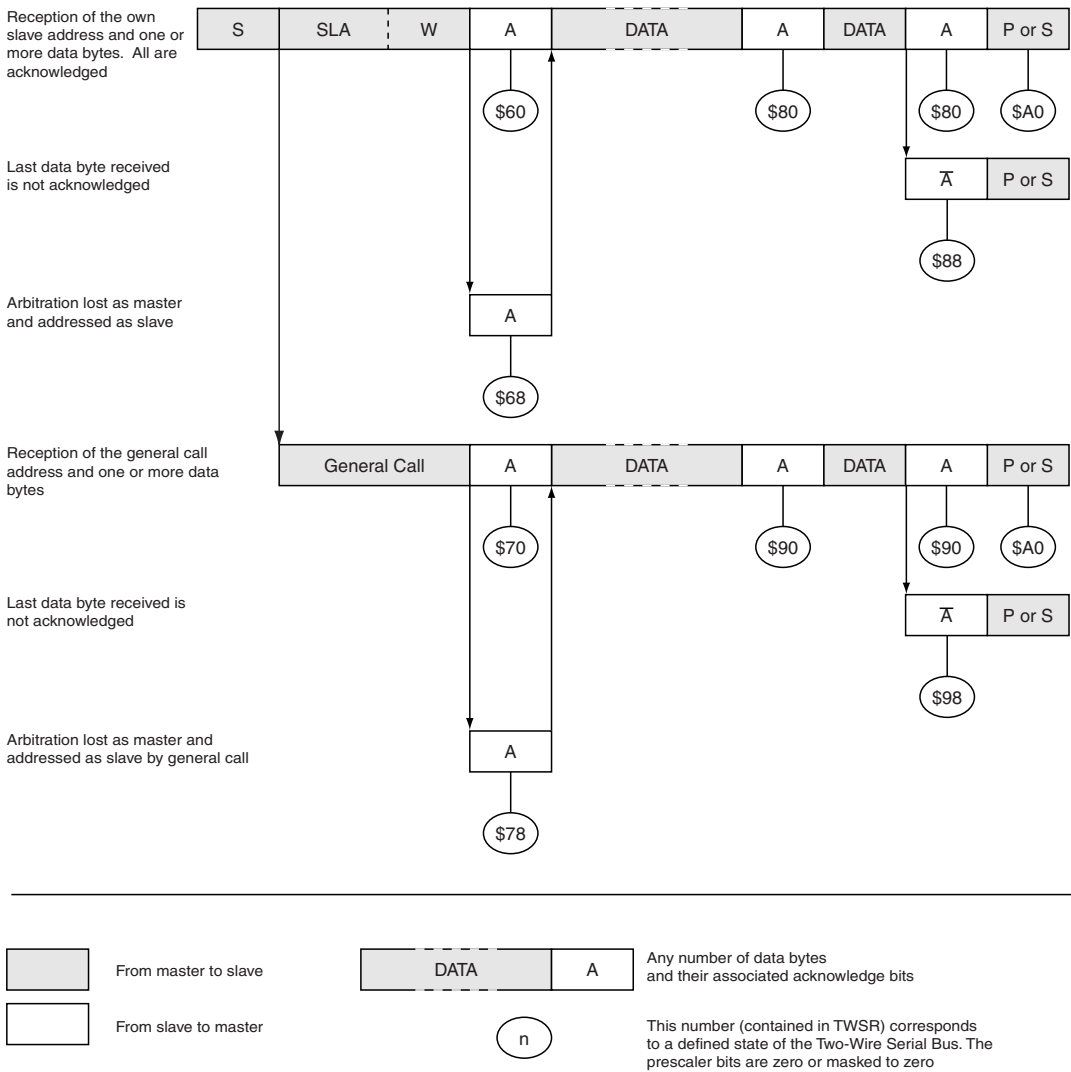 Reception of the own
slave address and one or
more data bytes. All are
acknowledged
S SLA W A DATA A DATA A P or S
$60 $80 $80 $A0
Last data byte received
is not acknowledged
A̅ P or S
$88
Arbitration lost as master
and addressed as slave
A
$68
Reception of the general call
address and one or more data
bytes
General Call A DATA A DATA A P or S
$70 $90 $90 $A0
Last data byte received is
not acknowledged
A̅ P or S
$98
Arbitration lost as master and
addressed as slave by general call
A
$78
From master to slave
DATA A
Any number of data bytes
and their associated acknowledge bits
From slave to master
n
This number (contained in TWSR) corresponds
to a defined state of the Two-Wire Serial Bus. The
prescaler bits are zero or masked to zero